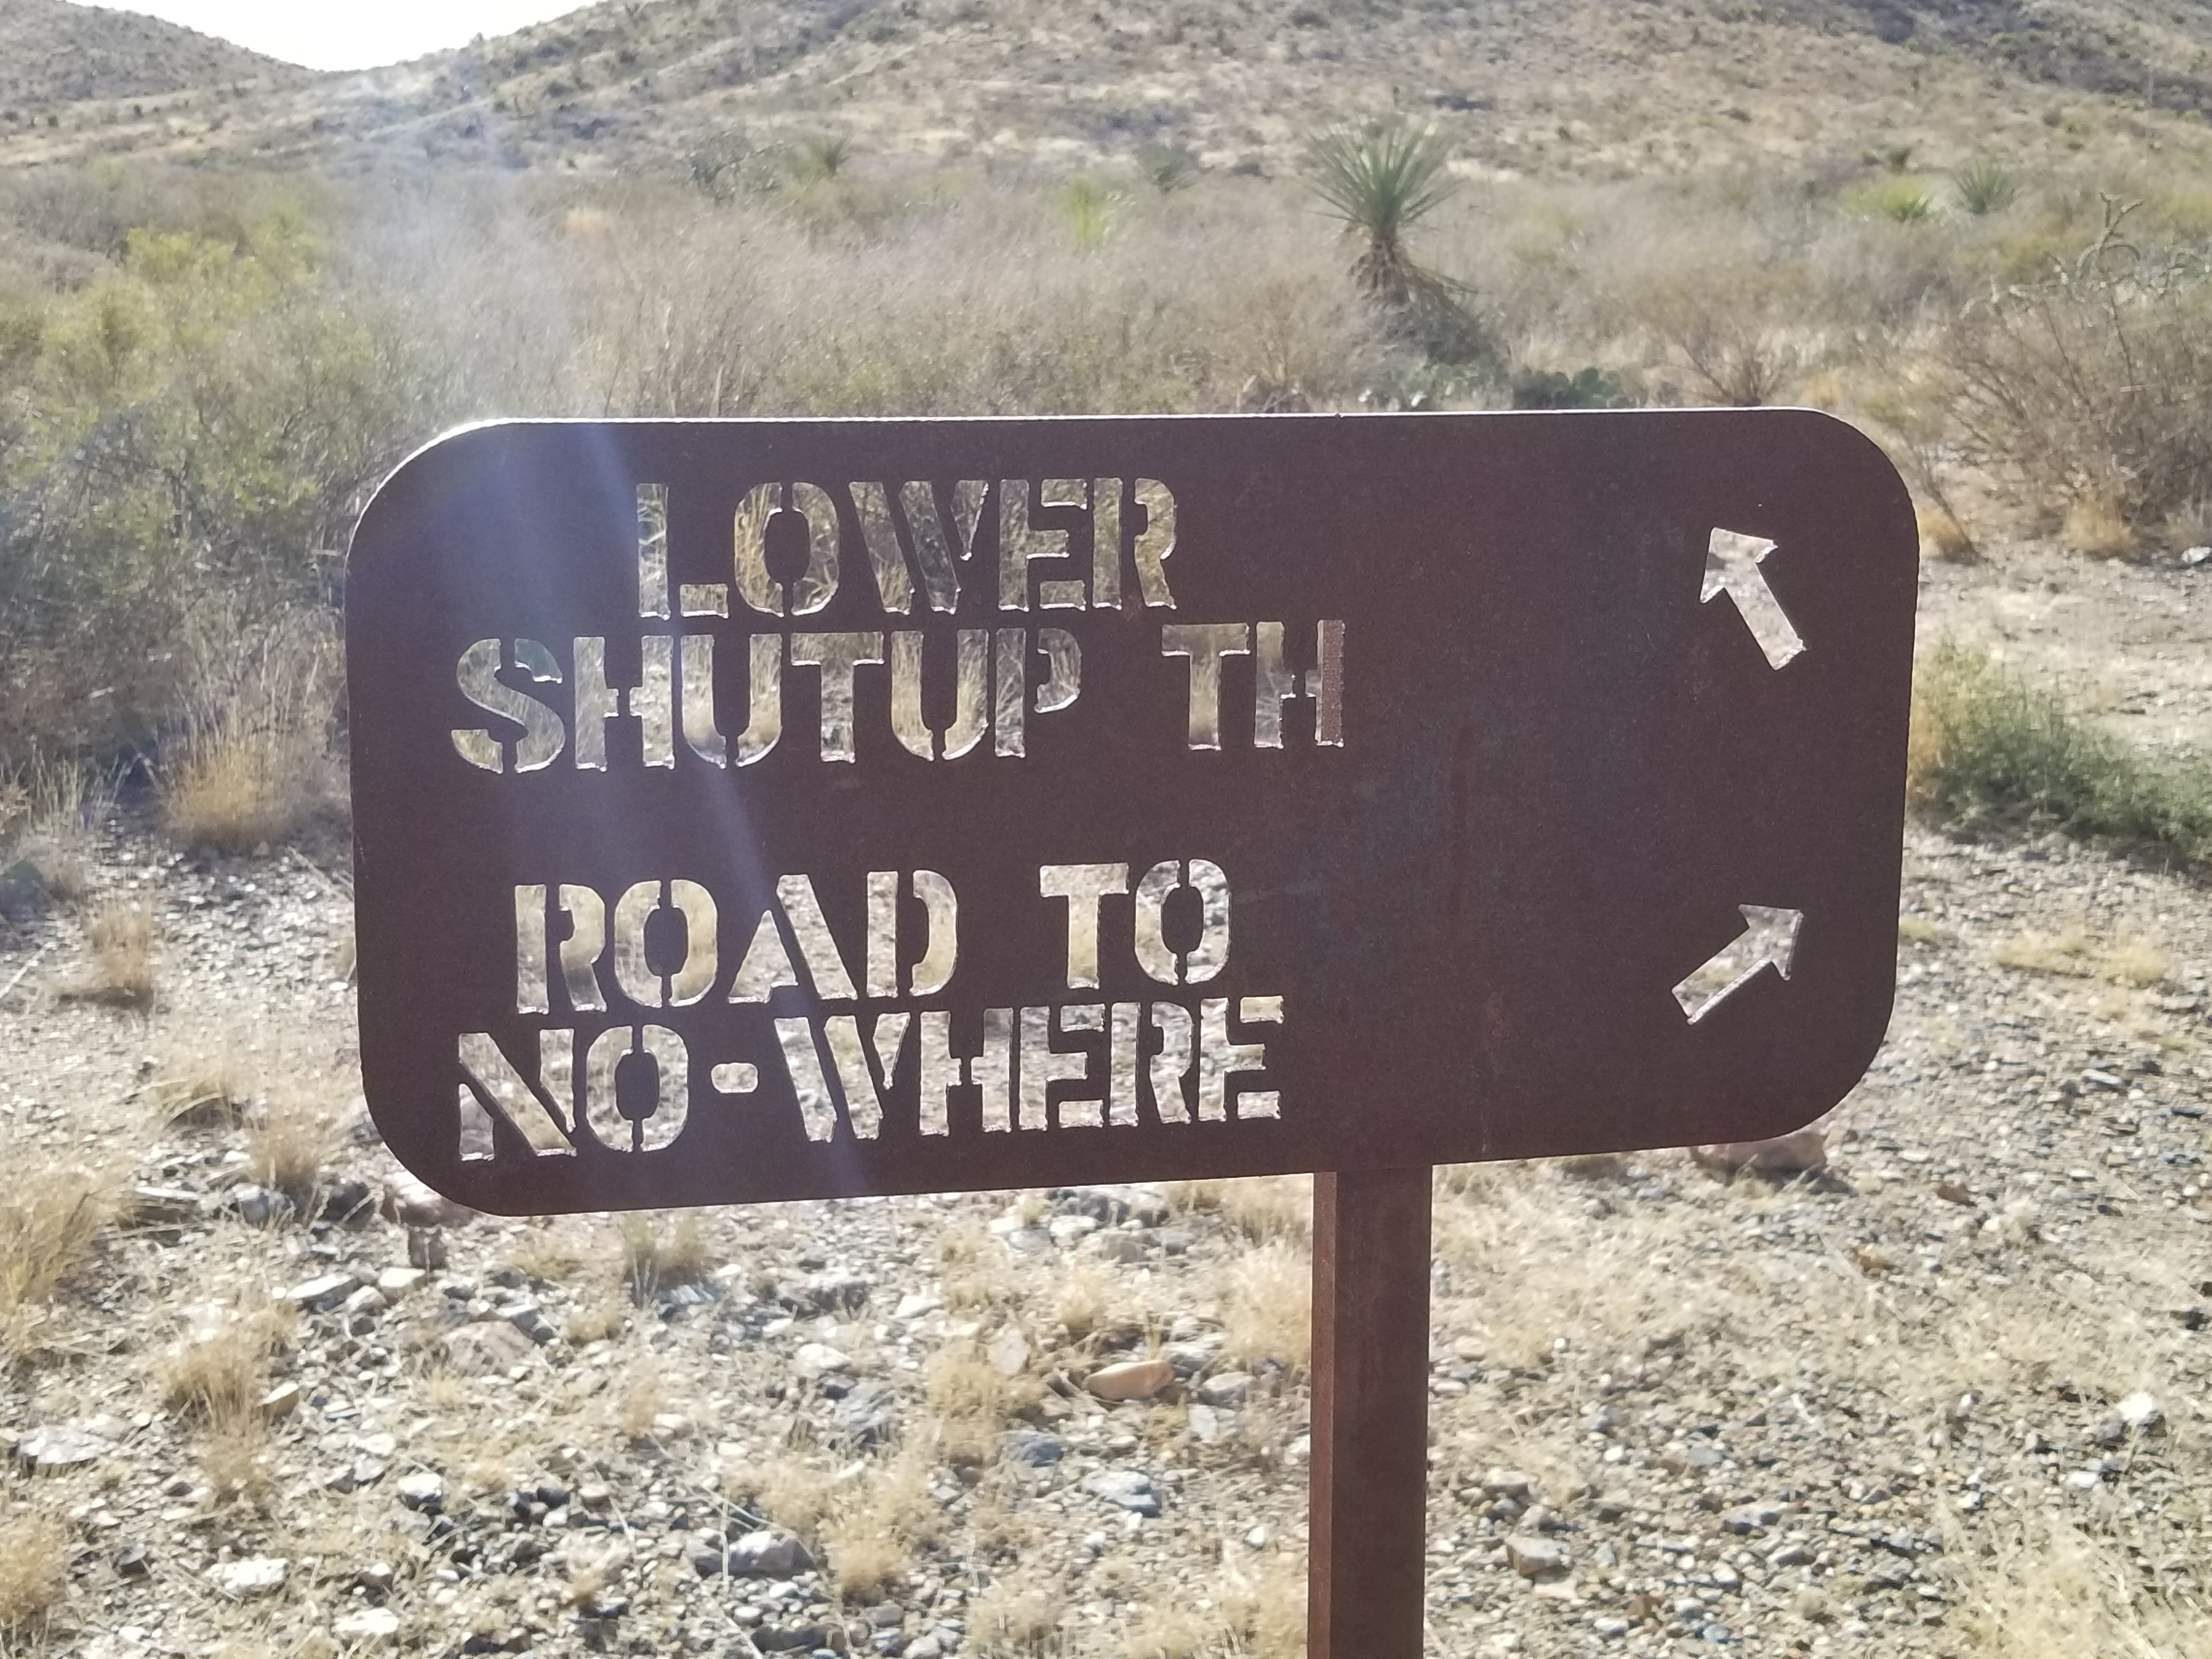 LOWER
SHUTUP TH
ROAD TO
NO-WHERE